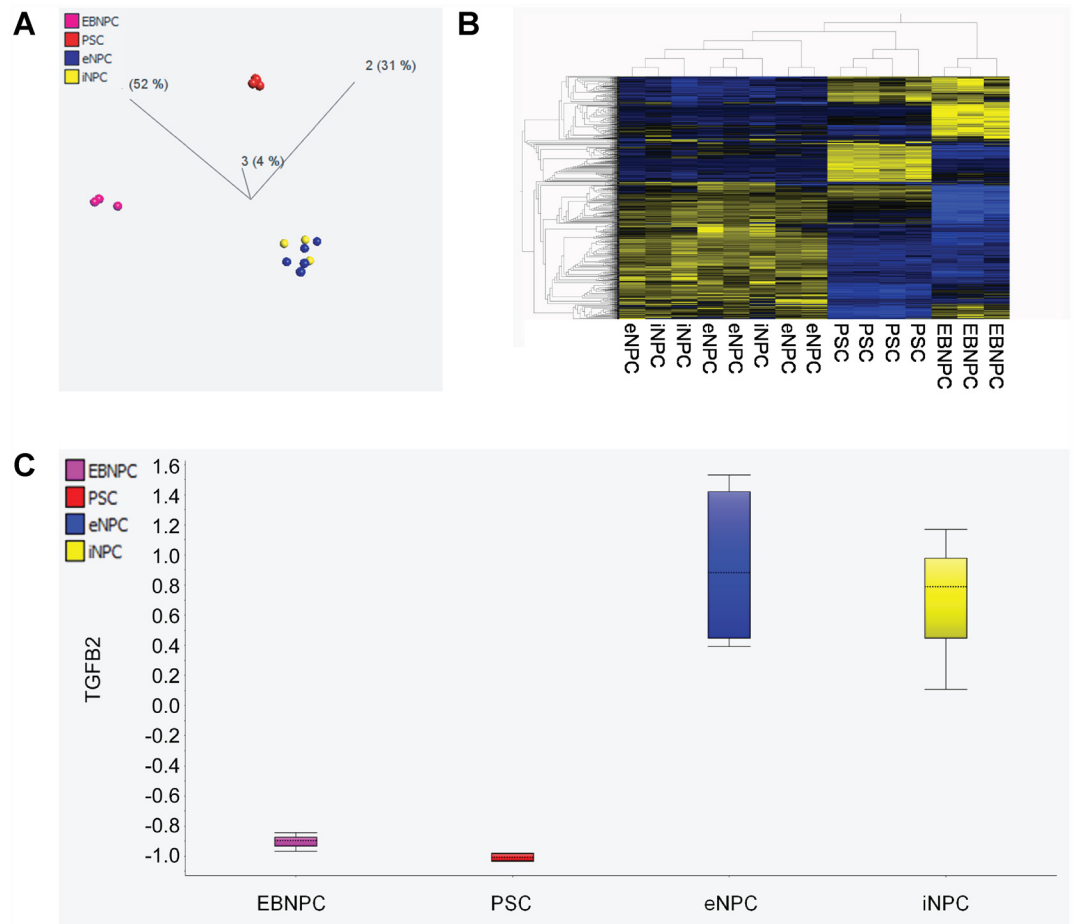 A
EBNPC
PSC
eNPC
iNPC
(52 %)
2 (31 %)
3 (4 %)
B
eNPC
iNPC
iNPC
eNPC
eNPC
iNPC
eNPC
eNPC
PSC
PSC
PSC
PSC
EBNPC
EBNPC
EBNPC
C
EBNPC
PSC
eNPC
iNPC
TGFB2
1.6
1.4
1.2
1.0
0.8
0.6
0.4
0.2
0.0
-0.2
-0.4
-0.6
-0.8
-1.0
EBNPC PSC eNPC iNPC